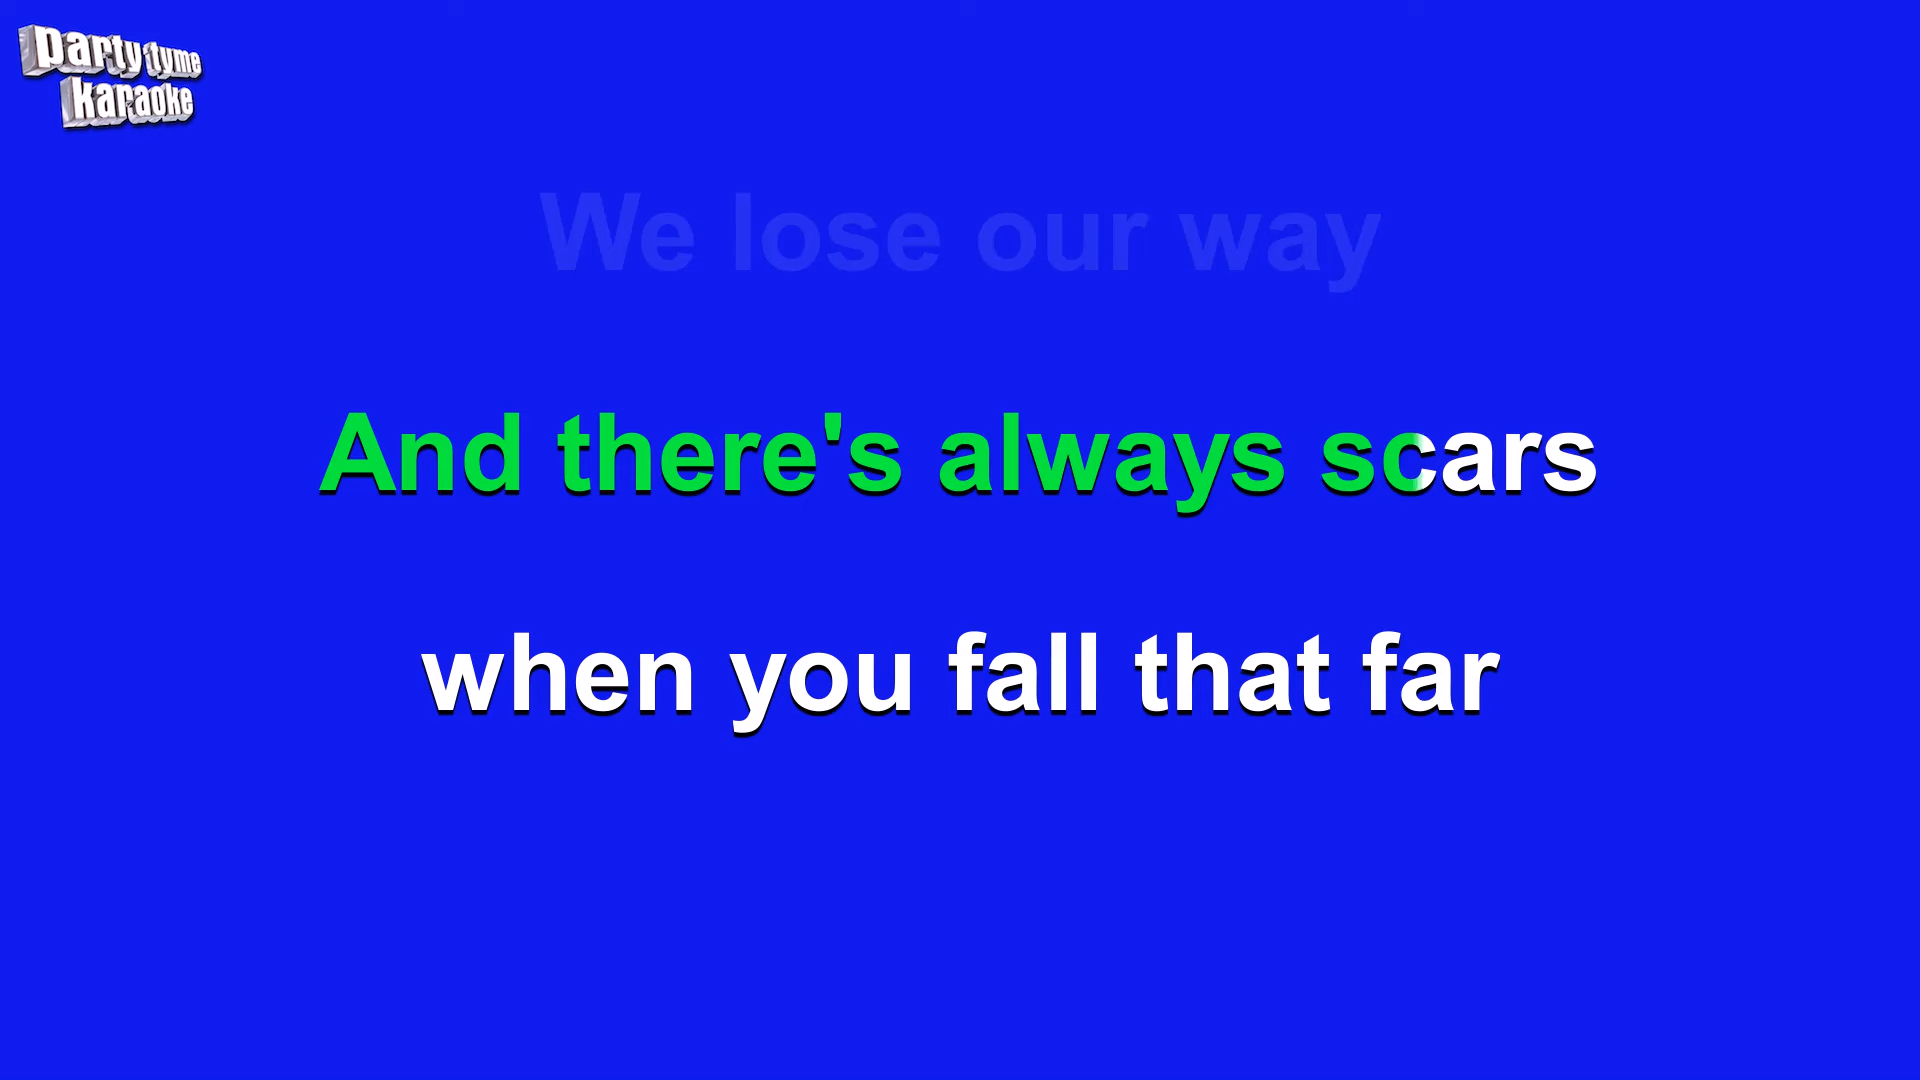 party tyme
karaoke
We lose our way
And there's always scars
when you fall that far